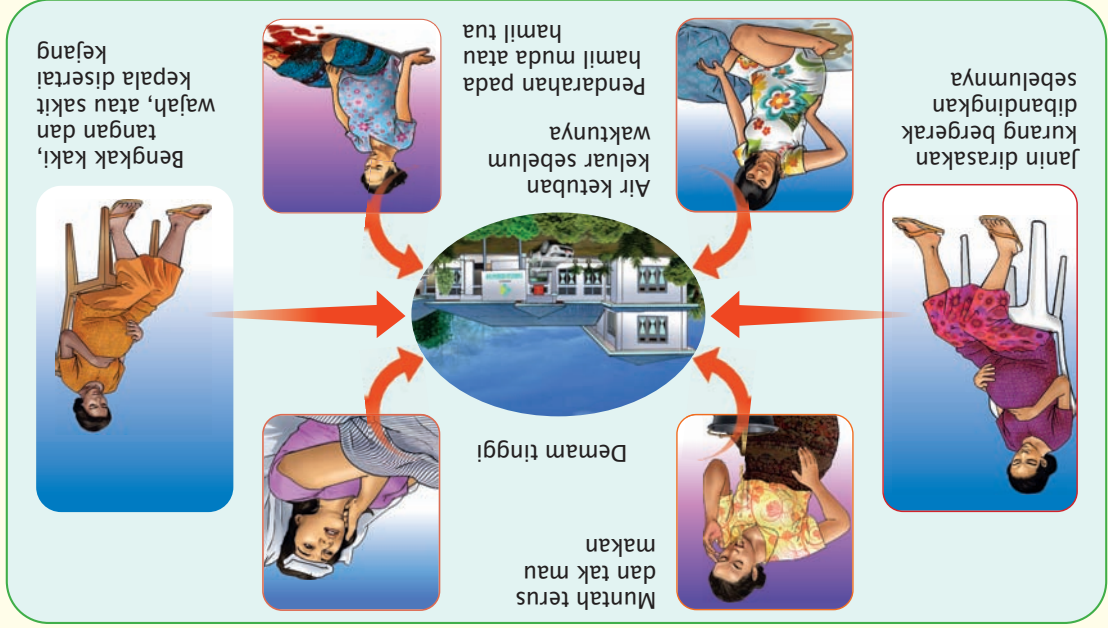 Muntah terus
dan tak mau
makan
Demam tinggi
Janin dirasakan
kurang bergerak
dibandingkan
sebelumnya
Air ketuban
keluar sebelum
waktunya
Pendarahan pada
hamil muda atau
hamil tua
Bengkak kaki,
tangan dan
wajah, atau sakit
kepala disertai
kejang